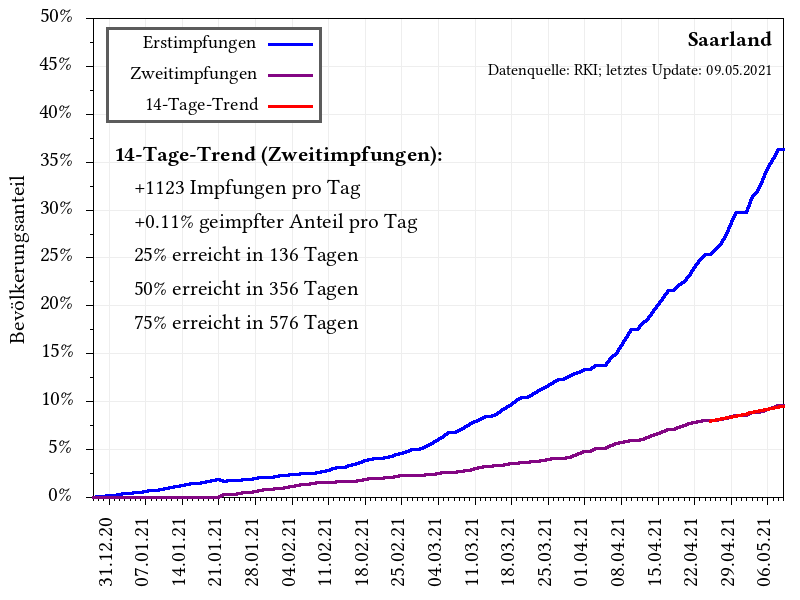 Saarland
Datenquelle: RKI; letztes Update: 09.05.2021
Erstimpfungen
Zweitimpfungen
14-Tage-Trend
14-Tage-Trend (Zweitimpfungen):
+1123 Impfungen pro Tag
+0.11% geimpfter Anteil pro Tag
25% erreicht in 136 Tagen
50% erreicht in 356 Tagen
75% erreicht in 576 Tagen
Bevölkerungsanteil
50%
45%
40%
35%
30%
25%
20%
15%
10%
5%
0%
31.12.20
07.01.21
14.01.21
21.01.21
28.01.21
04.02.21
11.02.21
18.02.21
25.02.21
04.03.21
11.03.21
18.03.21
25.03.21
01.04.21
08.04.21
15.04.21
22.04.21
29.04.21
06.05.21